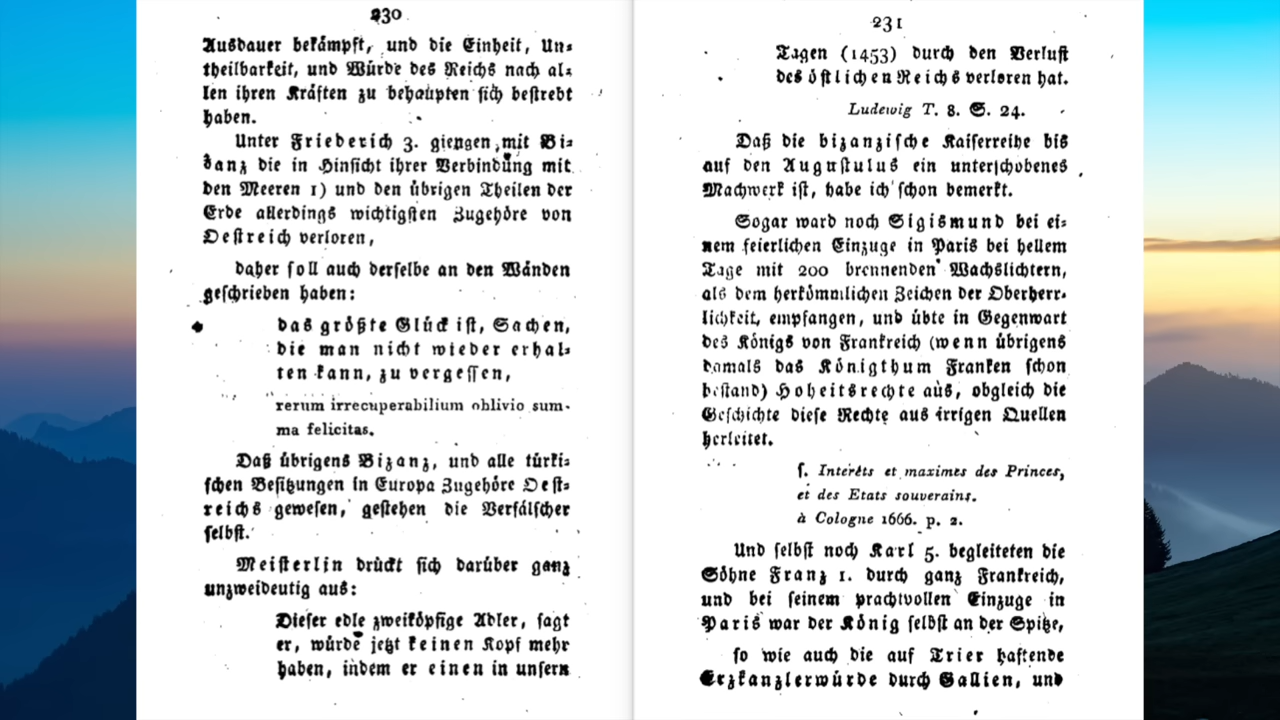 230
Ausdauer bekämpft, und die Einheit, Un-
theilbarkeit, und Würde des Reichs nach al-
len ihren Kräften zu behaupten sich bestrebt
haben.
Unter Friederich 3. giengen mit Bi-
zanz die in Hinsicht ihrer Verbindung mit
den Meeren 1) und den übrigen Theilen der
Erde allerdings wichtigsten Zugehöre von
Oestreich verloren,
daher soll auch derselbe an den Wänden
geschrieben haben:
das größte Glück ist, Sachen,
die man nicht wieder erhal-
ten kann, zu vergessen,
rerum irrecuperabilium oblivio sum-
ma felicitas.
Daß übrigens Bizanz, und alle türki-
schen Besitzungen in Europa Zugehöre Oest-
reichs gewesen, gestehen die Verfälscher
selbst.
Meisterlin drückt sich darüber ganz
unzweideutig aus:
Dieser edle zweiköpfige Adler, sagt
er, würde jetzt keinen Kopf mehr
haben, indem er einen in unsern
231
Tagen (1453) durch den Verlust
des östlichen Reichs verloren hat.
Ludewig T. 8. S. 24.
Daß die bizanzische Kaiserreihe bis
auf den Augustulus ein unterschobenes
Machwerk ist, habe ich schon bemerkt.
Sogar ward noch Sigismund bei ei-
nem feierlichen Einzuge in Paris bei hellem
Tage mit 200 brennenden Wachslichtern,
als dem herkömmlichen Zeichen der Oberherr-
lichkeit, empfangen, und übte in Gegenwart
des Königs von Frankreich (wenn übrigens
damals das Königthum Franken schon
bestand) Hoheitsrechte aus, obgleich die
Geschichte diese Rechte aus irrigen Quellen
herleitet.
s. Interêts et maximes des Princes,
et des Etats souverains.
à Cologne 1666. p. 2.
Und selbst noch Karl 5. begleiteten die
Söhne Franz 1. durch ganz Frankreich,
und bei seinem prachtvollen Einzuge in
Paris war der König selbst an der Spitze,
so wie auch die auf Trier haftende
Erzkanzlerwürde durch Gallien, und